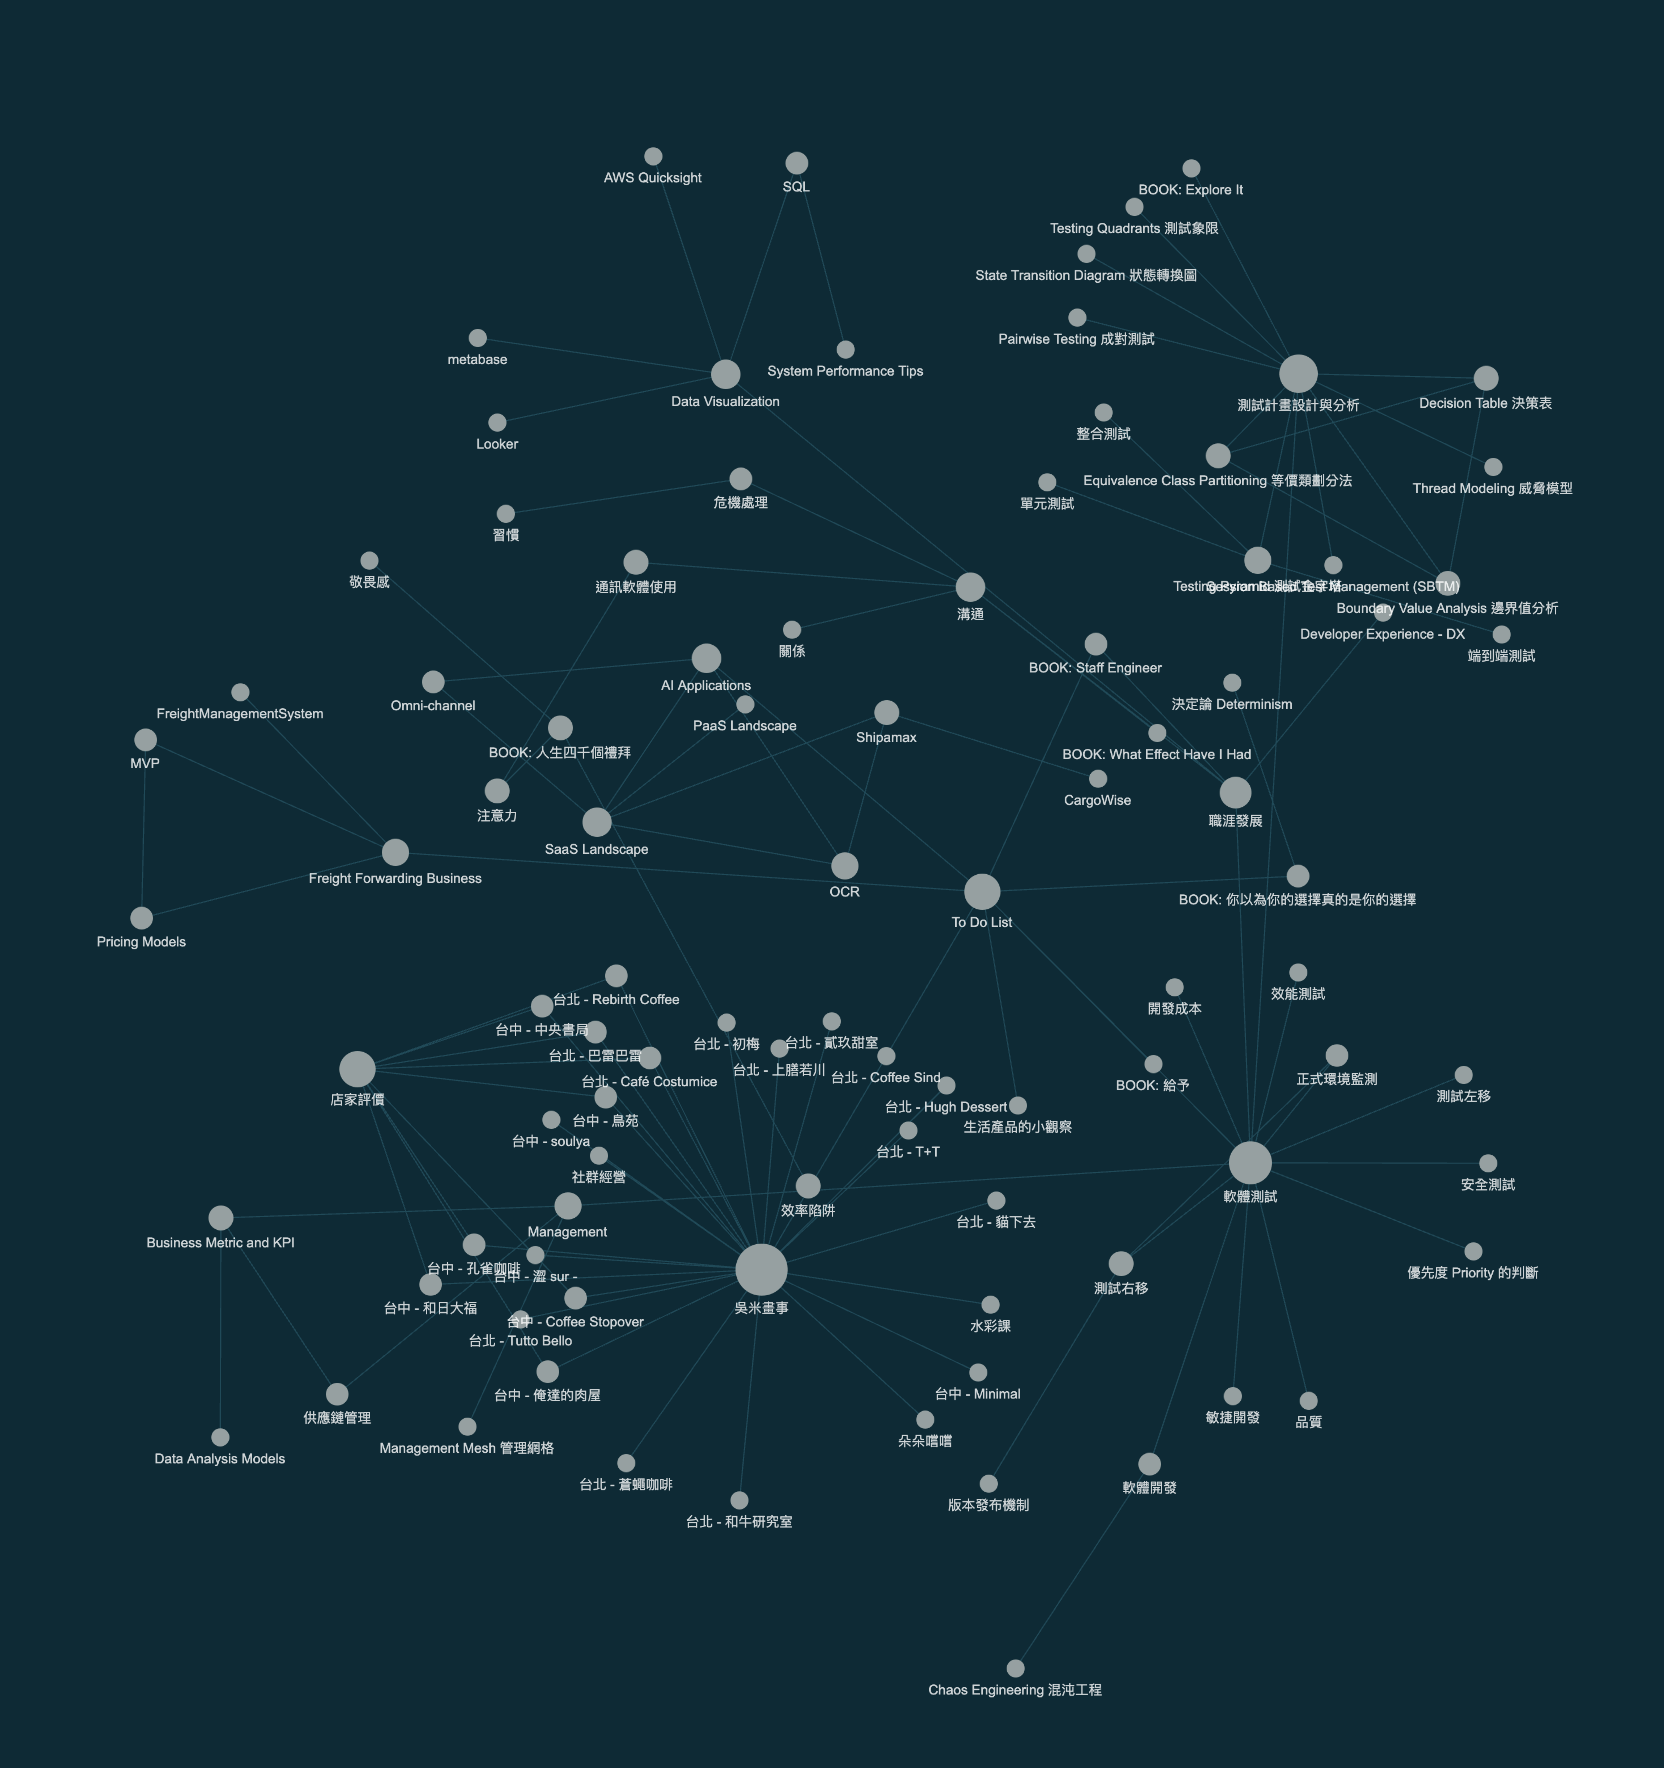 AWS Quicksight
SQL
BOOK: Explore It
Testing Quadrants 測試象限
State Transition Diagram 狀態轉換圖
Pairwise Testing 成對測試
metabase
System Performance Tips
Data Visualization
測試計畫設計與分析
Decision Table 決策表
Looker
整合測試
Equivalence Class Partitioning 等價類劃分法
Thread Modeling 威脅模型
危機處理
單元測試
習慣
敬畏感
通訊軟體使用
溝通
Testing Pyramid 測試金字塔
Session Based Test Management (SBTM)
Boundary Value Analysis 邊界值分析
Developer Experience - DX
端到端測試
關係
BOOK: Staff Engineer
AI Applications
Omni-channel
決定論 Determinism
FreightManagementSystem
PaaS Landscape
Shipamax
BOOK: 人生四千個禮拜
BOOK: What Effect Have I Had
MVP
CargoWise
注意力
職涯發展
SaaS Landscape
Freight Forwarding Business
OCR
BOOK: 你以為你的選擇真的是你的選擇
To Do List
Pricing Models
台北 - Rebirth Coffee
效能測試
開發成本
台中 - 中央書局
台北 - 初梅
台北 - 貳玖甜室
台北 - 巴雷巴雷
台北 - 上膳若川
台北 - Coffee Sind
正式環境監測
台北 - Café Costumice
BOOK: 給予
測試左移
店家評價
台北 - Hugh Dessert
台中 - 鳥苑
生活產品的小觀察
台中 - soulya
台北 - T+T
社群經營
安全測試
軟體測試
效率陷阱
台北 - 貓下去
Management
Business Metric and KPI
台中 - 孔雀咖啡
台中 - 澀 sur -
優先度 Priority 的判斷
測試右移
台中 - 和日大福
吳米畫事
台中 - Coffee Stopover
水彩課
台北 - Tutto Bello
台中 - 俺達的肉屋
台中 - Minimal
供應鏈管理
敏捷開發
品質
朵朵嚐嚐
Management Mesh 管理網格
Data Analysis Models
台北 - 蒼蠅咖啡
軟體開發
版本發布機制
台北 - 和牛研究室
Chaos Engineering 混沌工程